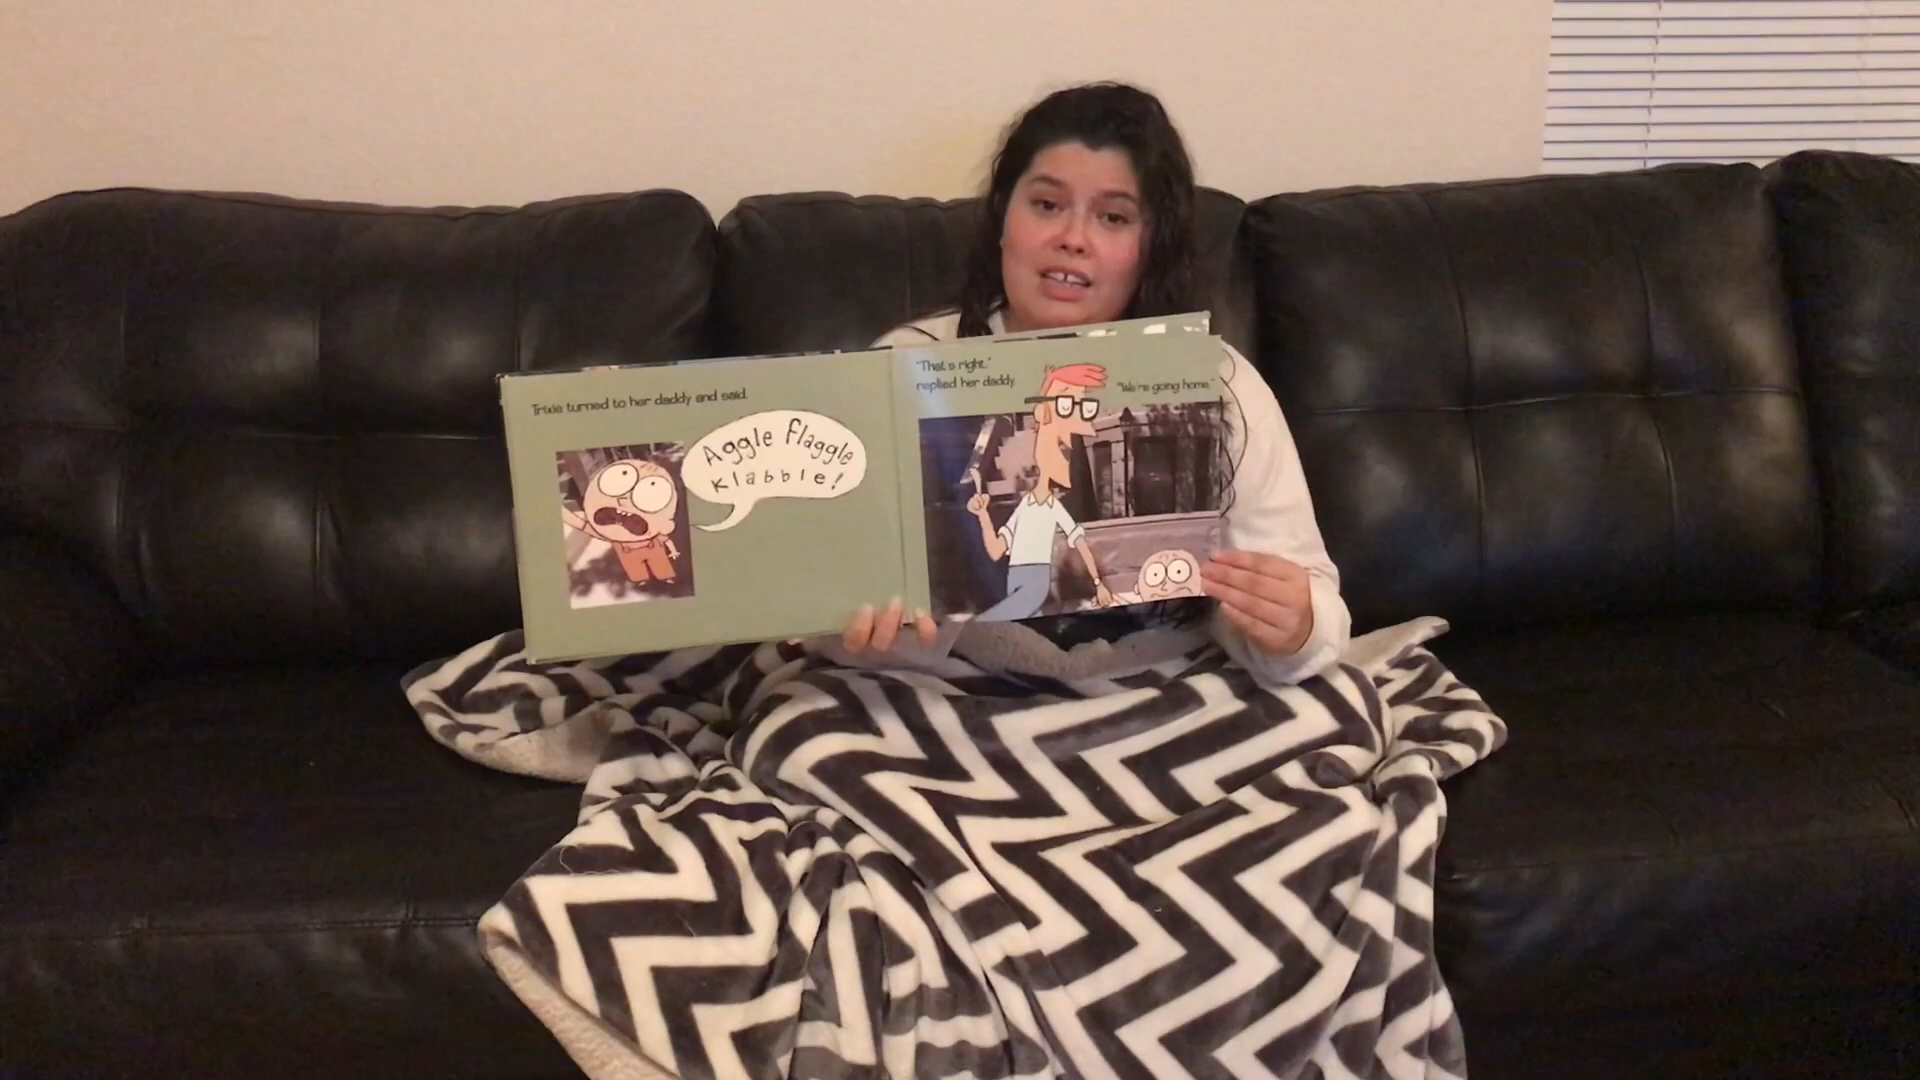 Trixie turned to her daddy and said,
Aggle flaggle
klabble!
"That's right,"
replied her daddy.
"We're going home."